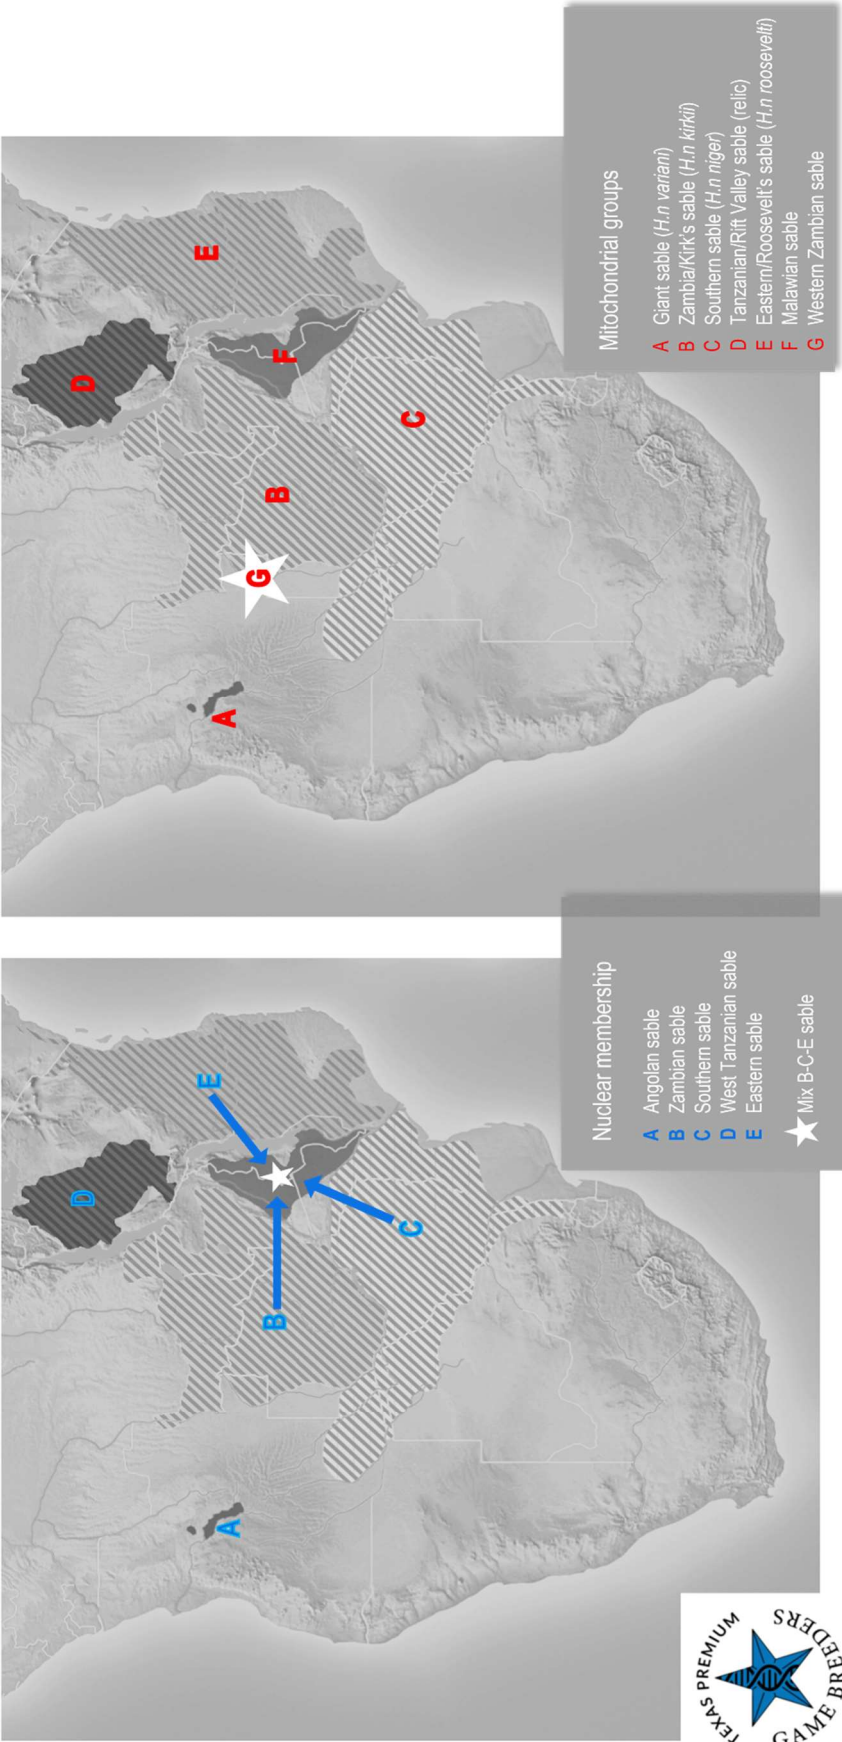 Nuclear membership
A Angolan sable
B Zambian sable
C Southern sable
D West Tanzanian sable
E Eastern sable
Mix B-C-E sable
A
B
C
D
E
TEXAS PREMIUM
GAME BREEDERS
Mitochondrial groups
A Giant sable (H.n variani)
B Zambia/Kirk's sable (H.n kirkii)
C Southern sable (H.n niger)
D Tanzanian/Rift Valley sable (relic)
E Eastern/Roosevelt's sable (H.n roosevelti)
F Malawian sable
G Western Zambian sable
A
G
B
D
F
E
C